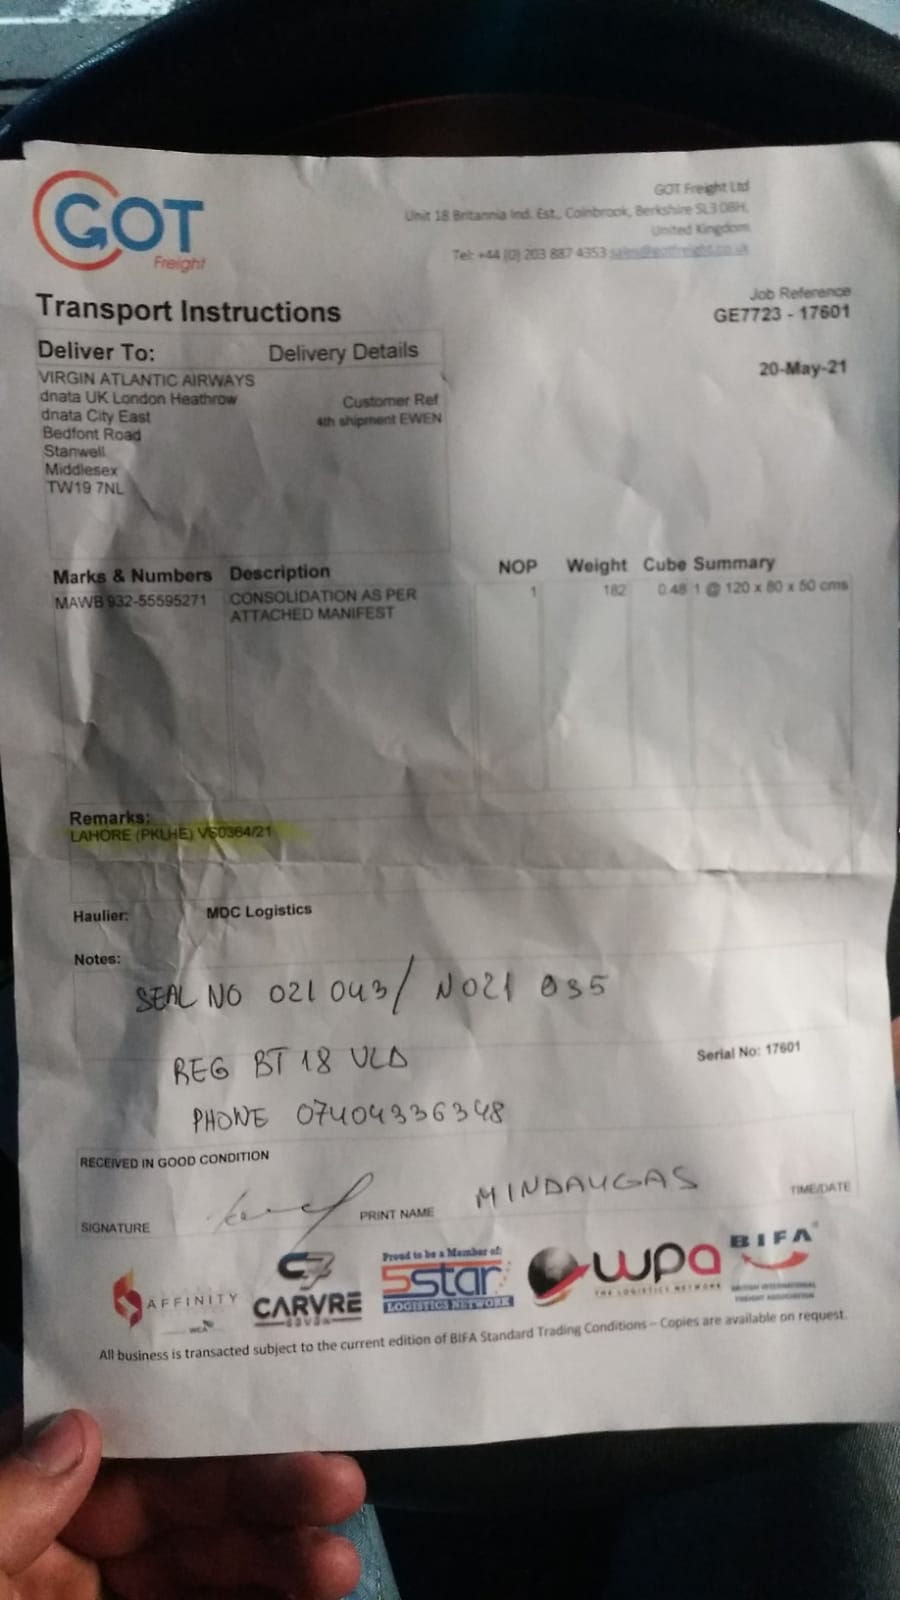 GOT
Freight
GOT Freight Ltd
Unit 18 Britannia Ind. Est., Colnbrook, Berkshire SL3 0BH,
United Kingdom
Tel: +44 (0) 203 887 4353 sales@gotfreight.co.uk
Transport Instructions
Job Reference
GE7723 - 17601
20-May-21
Deliver To: Delivery Details
VIRGIN ATLANTIC AIRWAYS
dnata UK London Heathrow
dnata City East
Bedfont Road
Stanwell
Middlesex
TW19 7NL
Customer Ref
4th shipment EWEN
Marks & Numbers Description NOP Weight Cube Summary
MAWB 932-55595271 CONSOLIDATION AS PER 1 182 0.48 1 @ 120 x 80 x 50 cms
ATTACHED MANIFEST
Remarks:
LAHORE (PKLHE) VS0364/21
Haulier: MDC Logistics
Notes:
SEAL NO 021 043 / N021 035
REG BT 18 VLD
Serial No: 17601
PHONE 07404336348
RECEIVED IN GOOD CONDITION
SIGNATURE PRINT NAME MINDAUGAS TIME/DATE
AFFINITY
WCA
CARVRE
Proud to be a Member of:
5star
LOGISTICS NETWORK
wpa
THE LOGISTICS NETWORK
BIFA
BRITISH INTERNATIONAL
FREIGHT ASSOCIATION
All business is transacted subject to the current edition of BIFA Standard Trading Conditions – Copies are available on request.